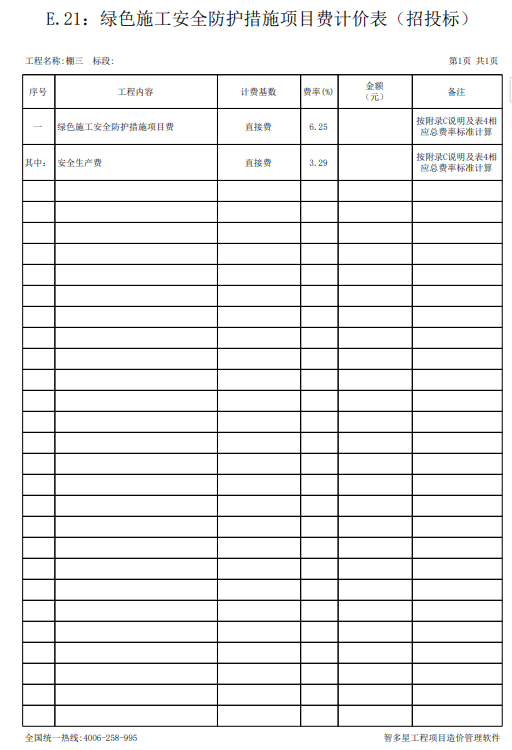 E.21：绿色施工安全防护措施项目费计价表（招投标）
工程名称:棚三 标段: 第1页 共1页
序号 工程内容 计费基数 费率(%) 金额（元） 备注
一 绿色施工安全防护措施项目费 直接费 6.25 按附录C说明及表4相应总费率标准计算
其中： 安全生产费 直接费 3.29 按附录C说明及表4相应总费率标准计算
全国统一热线:4006-258-995 智多星工程项目造价管理软件